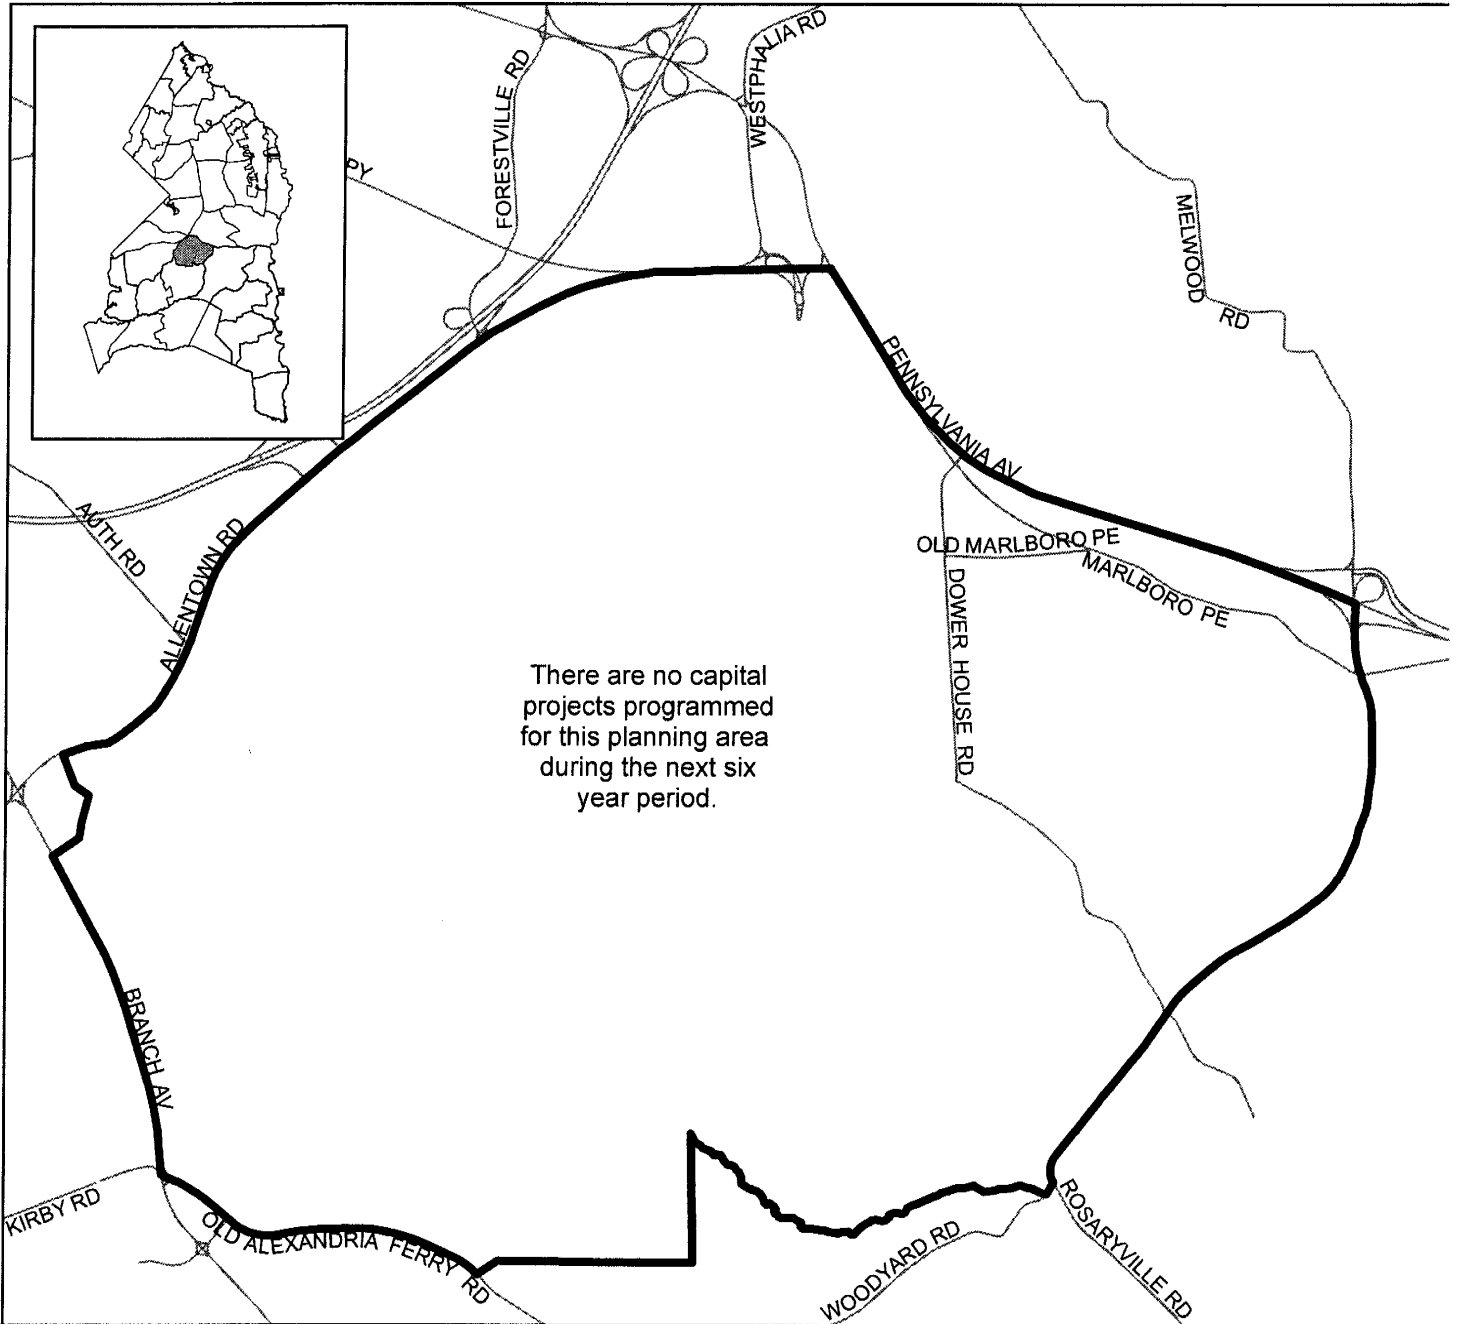 WESTPHALIA RD
FORESTVILLE RD
PY
MELWOOD RD
PENNSYLVANIA AV
AUTH RD
ALLENTOWN RD
OLD MARLBORO PE
MARLBORO PE
DOWER HOUSE RD
There are no capital
projects programmed
for this planning area
during the next six
year period.
BRANCH AV
KIRBY RD
OLD ALEXANDRIA FERRY RD
WOODYARD RD
ROSARYVILLE RD